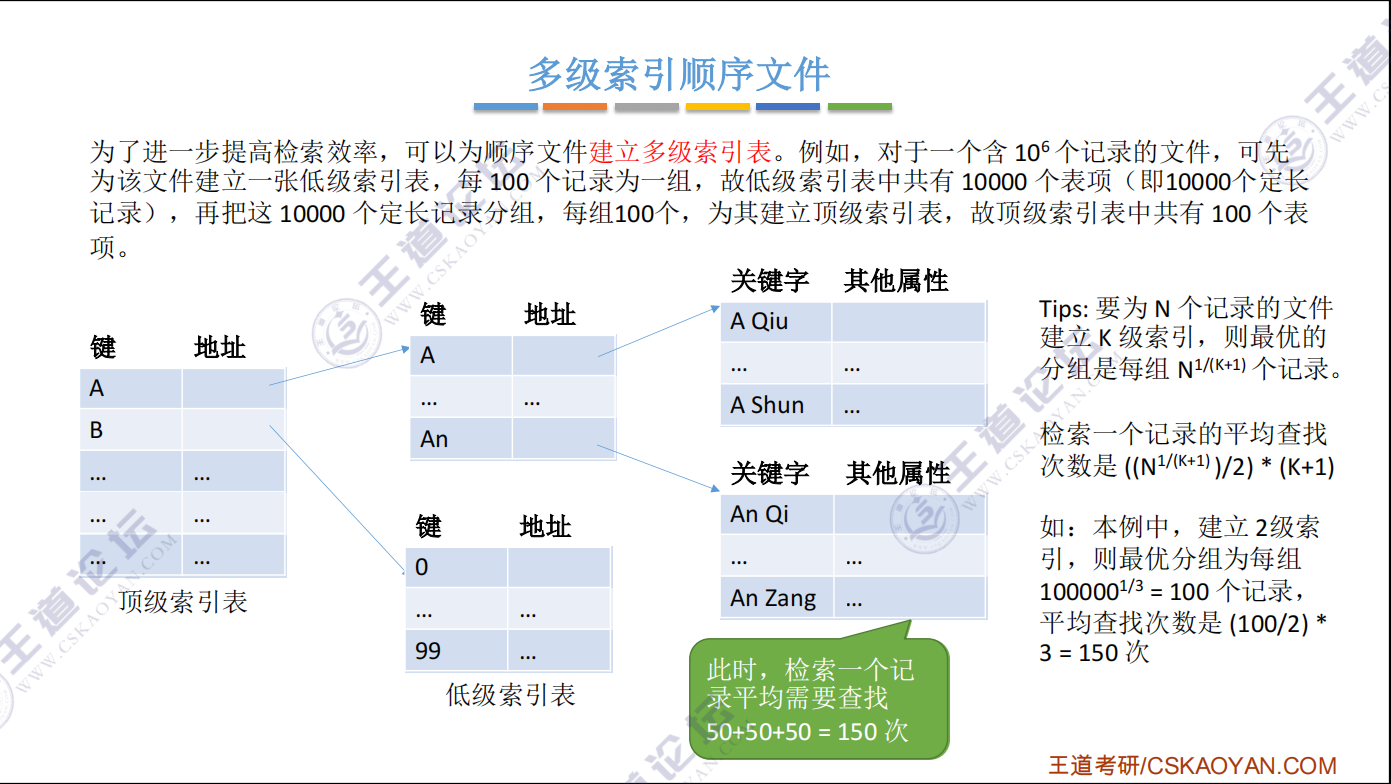 多级索引顺序文件
为了进一步提高检索效率，可以为顺序文件建立多级索引表。例如，对于一个含 10⁶ 个记录的文件，可先
为该文件建立一张低级索引表，每 100 个记录为一组，故低级索引表中共有 10000 个表项（即10000个定长
记录），再把这 10000 个定长记录分组，每组100个，为其建立顶级索引表，故顶级索引表中共有 100 个表
项。
键 地址
A
B
... ...
... ...
... ...
顶级索引表
键 地址
A
... ...
An
键 地址
0
... ...
99 ...
低级索引表
关键字 其他属性
A Qiu
... ...
A Shun ...
关键字 其他属性
An Qi
... ...
An Zang ...
此时，检索一个记
录平均需要查找
50+50+50 = 150 次
Tips: 要为 N 个记录的文件
建立 K 级索引，则最优的
分组是每组 N^1/(K+1) 个记录。
检索一个记录的平均查找
次数是 ((N^1/(K+1) )/2) * (K+1)
如：本例中，建立 2级索
引，则最优分组为每组
100000^1/3 = 100 个记录，
平均查找次数是 (100/2) *
3 = 150 次
王道考研/CSKAOYAN.COM
王道论坛
WWW.CSKAOYAN.COM